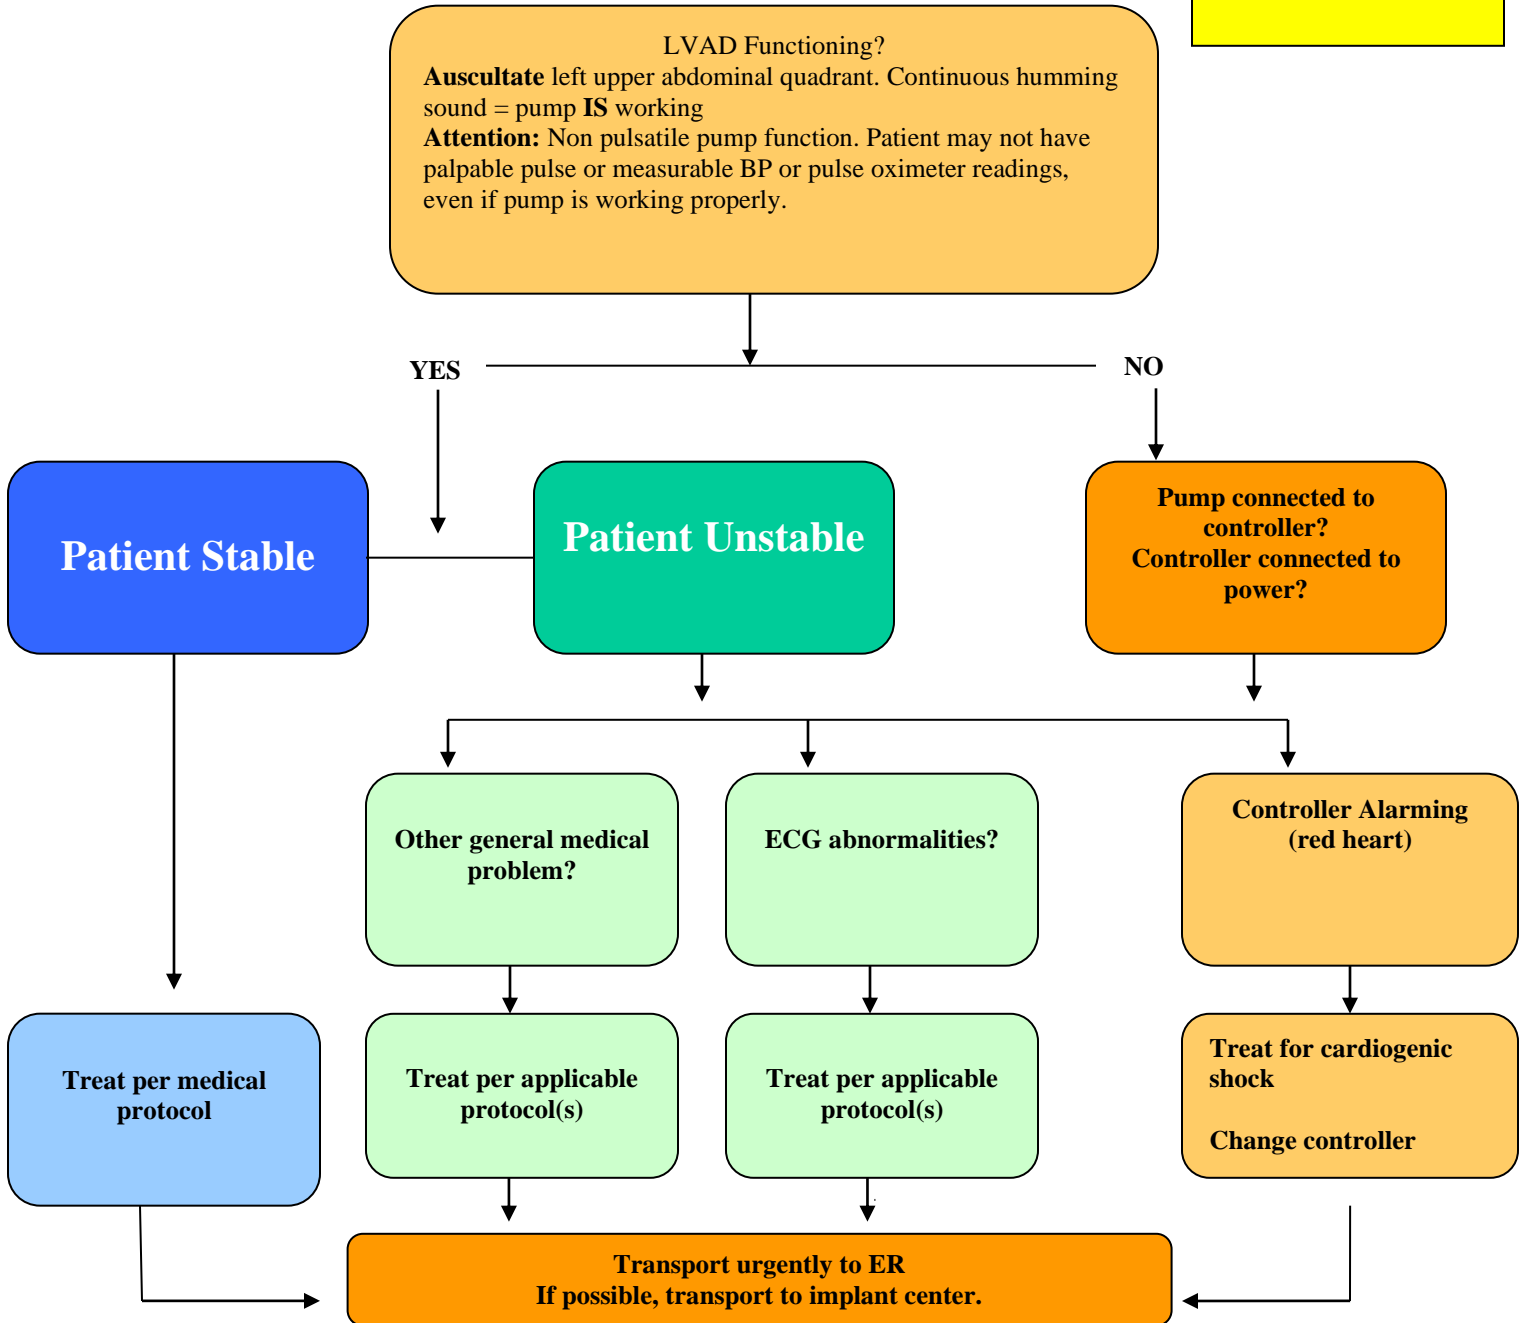 LVAD Functioning?
Auscultate left upper abdominal quadrant. Continuous humming
sound = pump IS working
Attention: Non pulsatile pump function. Patient may not have
palpable pulse or measurable BP or pulse oximeter readings,
even if pump is working properly.
YES
NO
Patient Stable
Patient Unstable
Pump connected to
controller?
Controller connected to
power?
Other general medical
problem?
ECG abnormalities?
Controller Alarming
(red heart)
Treat per medical
protocol
Treat per applicable
protocol(s)
Treat per applicable
protocol(s)
Treat for cardiogenic
shock
Change controller
Transport urgently to ER
If possible, transport to implant center.